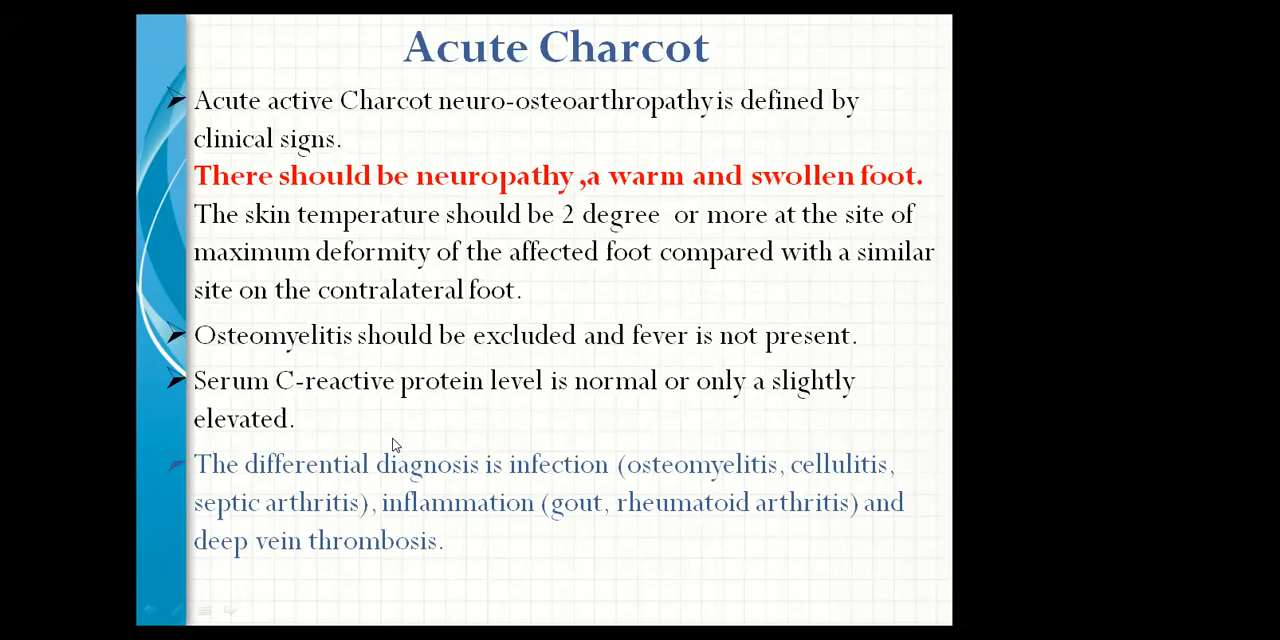 Acute Charcot
Acute active Charcot neuro-osteoarthropathy is defined by
clinical signs.
There should be neuropathy ,a warm and swollen foot.
The skin temperature should be 2 degree or more at the site of
maximum deformity of the affected foot compared with a similar
site on the contralateral foot.
Osteomyelitis should be excluded and fever is not present.
Serum C-reactive protein level is normal or only a slightly
elevated.
The differential diagnosis is infection (osteomyelitis, cellulitis,
septic arthritis), inflammation (gout, rheumatoid arthritis) and
deep vein thrombosis.